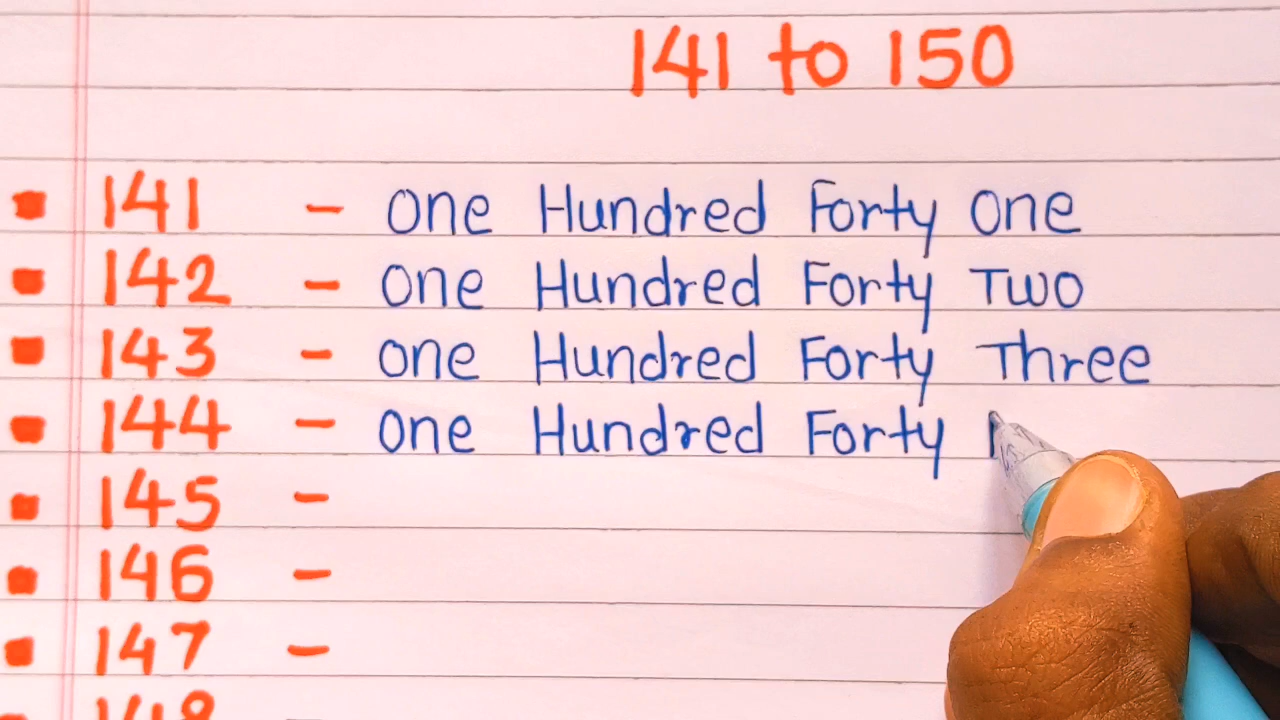 141 to 150
141 - One Hundred Forty One
142 - One Hundred Forty Two
143 - One Hundred Forty Three
144 - One Hundred Forty
145 -
146 -
147 -
148 -